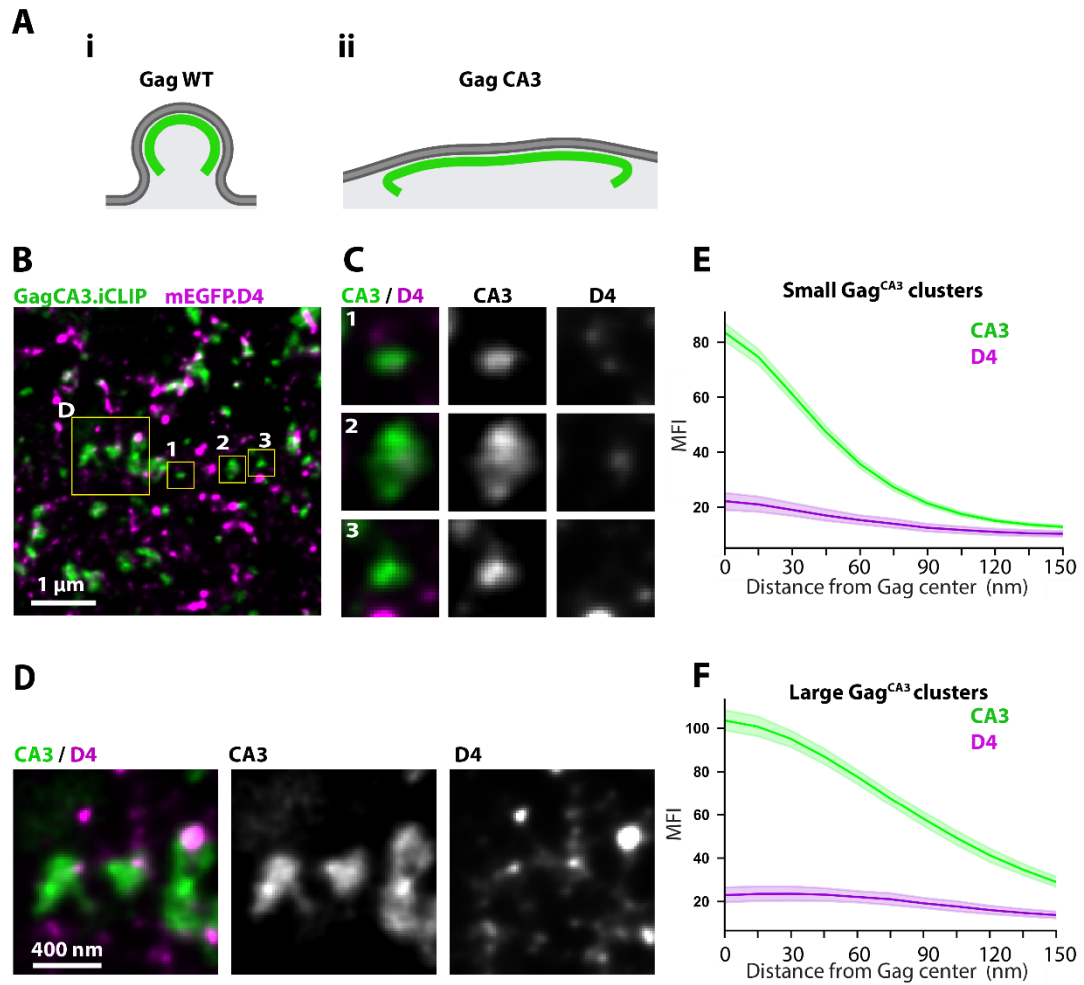 A
i
ii
Gag WT
Gag CA3
B
GagCA3.iCLIP mEGFP.D4
D
1
2
3
1 µm
C
CA3 / D4
CA3
D4
1
2
3
D
CA3 / D4
CA3
D4
400 nm
E
Small Gag^CA3 clusters
CA3
D4
MFI
80
60
40
20
0 30 60 90 120 150
Distance from Gag center (nm)
F
Large Gag^CA3 clusters
CA3
D4
MFI
100
80
60
40
20
0 30 60 90 120 150
Distance from Gag center (nm)